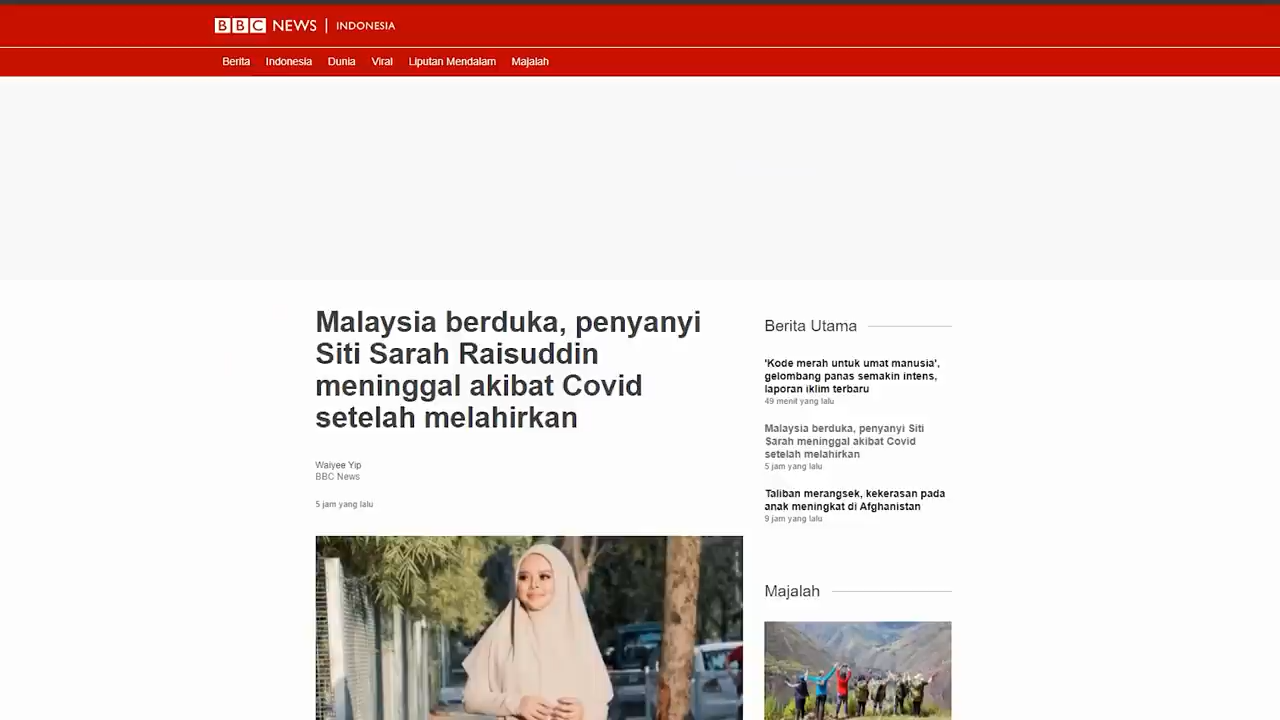 BBC NEWS | INDONESIA
Berita Indonesia Dunia Viral Liputan Mendalam Majalah
Malaysia berduka, penyanyi
Siti Sarah Raisuddin
meninggal akibat Covid
setelah melahirkan
Waiyee Yip
BBC News
5 jam yang lalu
Berita Utama
'Kode merah untuk umat manusia',
gelombang panas semakin intens,
laporan iklim terbaru
49 menit yang lalu
Malaysia berduka, penyanyi Siti
Sarah meninggal akibat Covid
setelah melahirkan
5 jam yang lalu
Taliban merangsek, kekerasan pada
anak meningkat di Afghanistan
9 jam yang lalu
Majalah